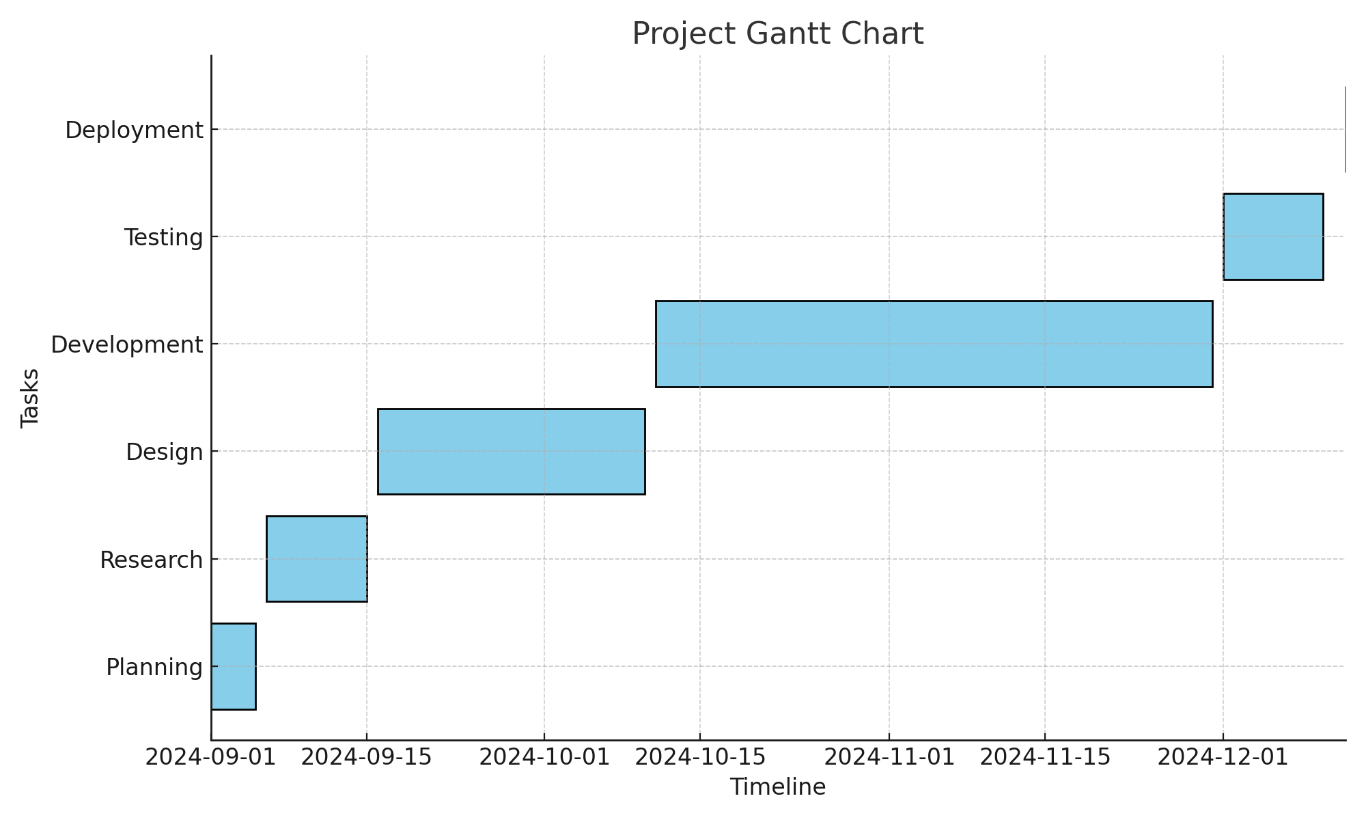 Project Gantt Chart
Deployment
Testing
Development
Design
Research
Planning
Tasks
2024-09-01 2024-09-15 2024-10-01 2024-10-15 2024-11-01 2024-11-15 2024-12-01
Timeline